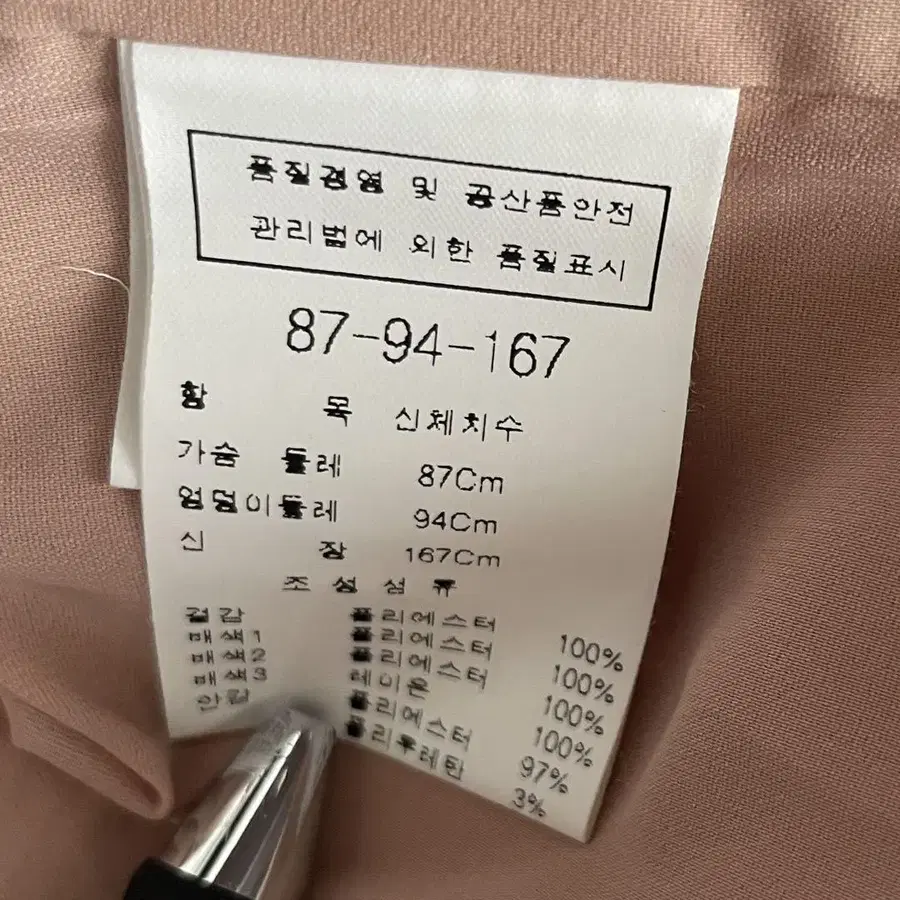 품질경영 및 공산품안전
관리법에 의한 품질표시
87-94-167
항 목 신체치수
가슴 둘레 87Cm
엉덩이둘레 94Cm
신 장 167Cm
조 성 섬 유
겉감 폴리에스터 100%
배색1 폴리에스터 100%
배색2 폴리에스터 100%
배색3 레이온 100%
안감 폴리에스터 97%
폴리우레탄 3%